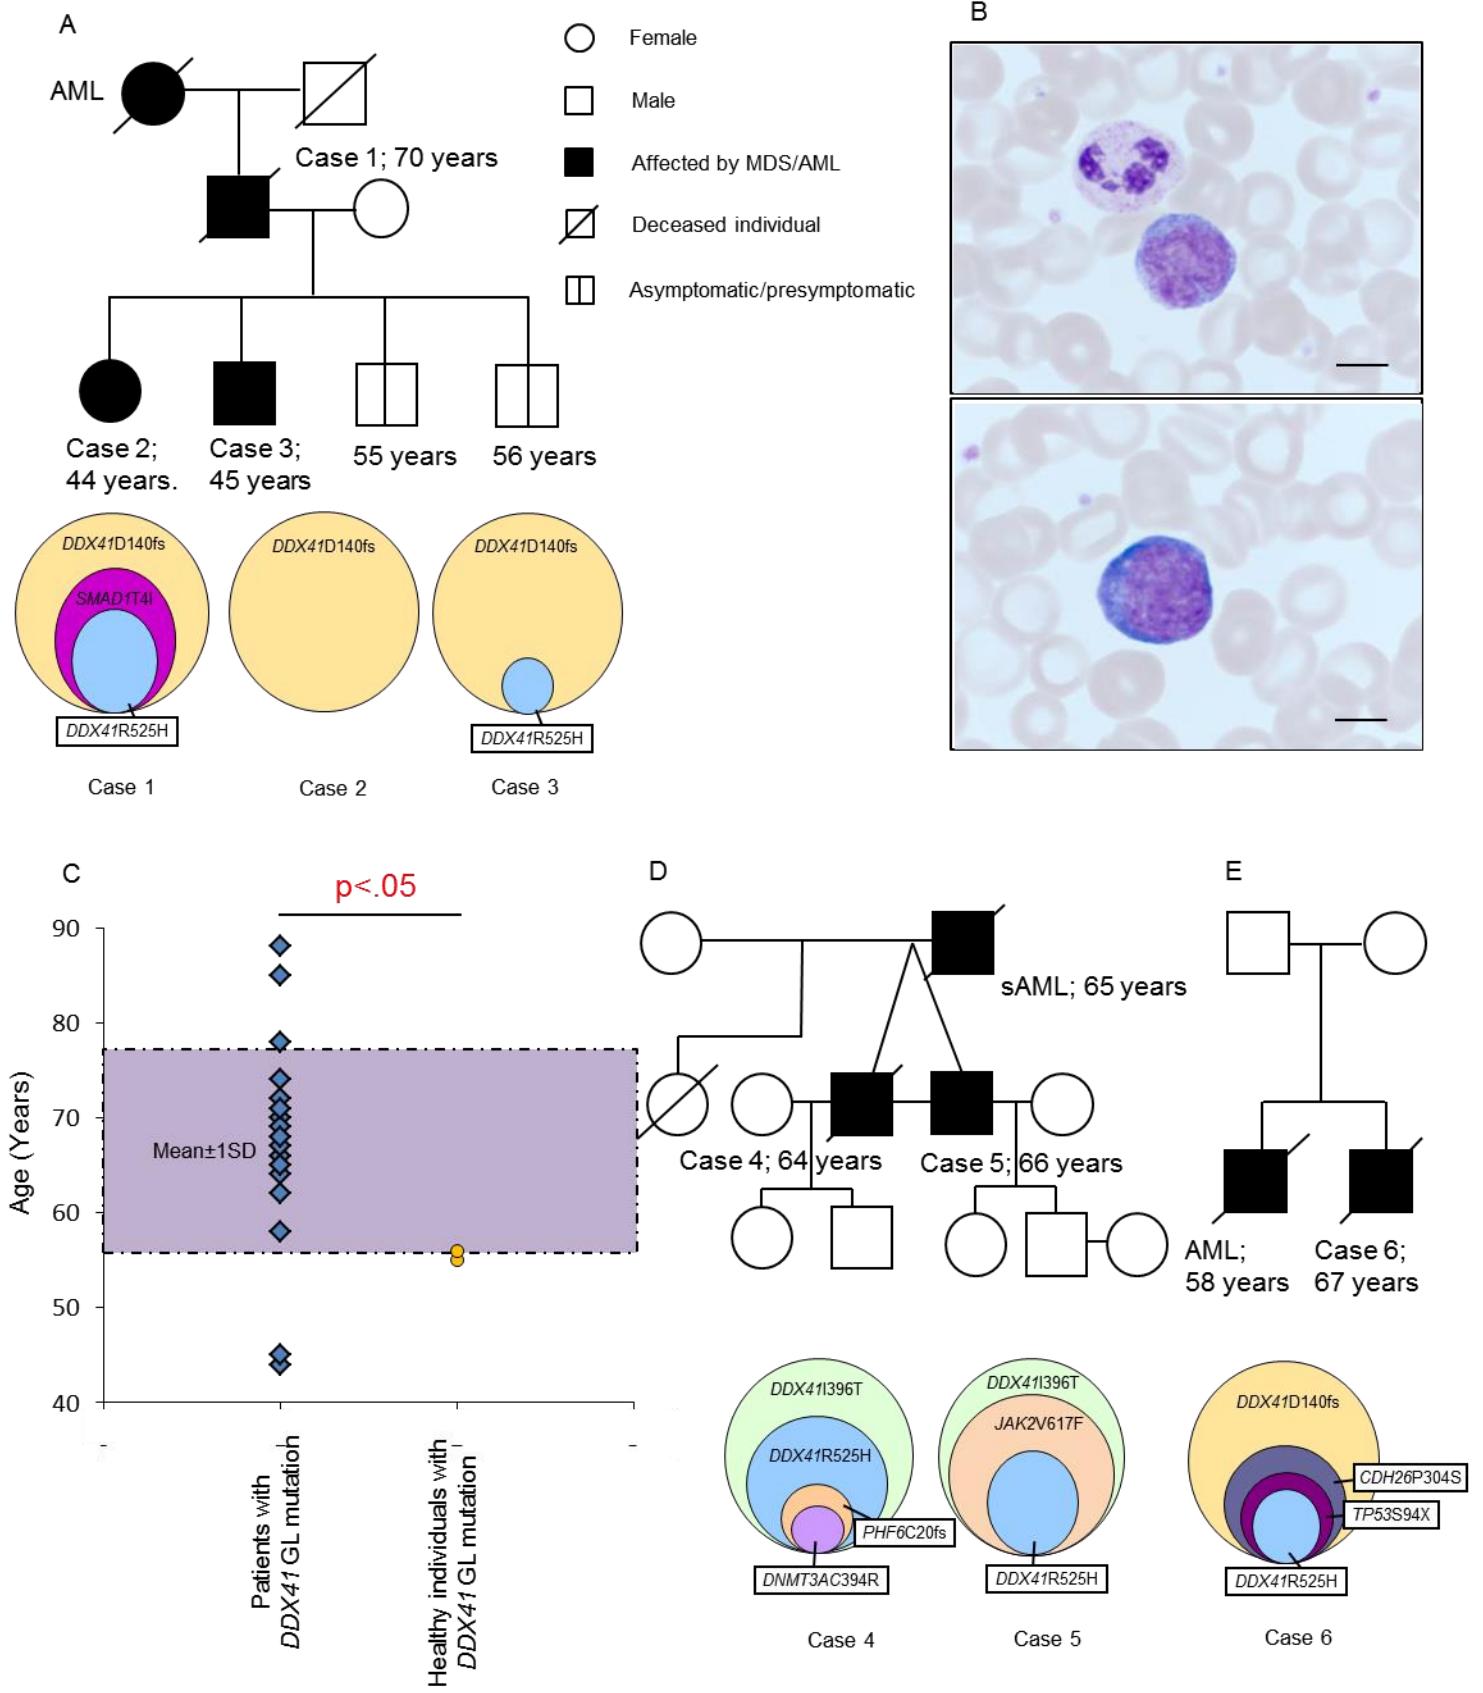 A
AML
Case 1; 70 years
Case 2;
44 years.
Case 3;
45 years
55 years
56 years
Female
Male
Affected by MDS/AML
Deceased individual
Asymptomatic/presymptomatic
DDX41D140fs
SMAD1T4I
DDX41R525H
Case 1
DDX41D140fs
Case 2
DDX41D140fs
DDX41R525H
Case 3
B
C
p<.05
Age (Years)
90
80
70
60
50
40
Mean±1SD
Patients with
DDX41 GL mutation
Healthy individuals with
DDX41 GL mutation
D
sAML; 65 years
Case 4; 64 years
Case 5; 66 years
DDX41I396T
DDX41R525H
PHF6C20fs
DNMT3AC394R
Case 4
DDX41I396T
JAK2V617F
DDX41R525H
Case 5
E
AML;
58 years
Case 6;
67 years
DDX41D140fs
CDH26P304S
TP53S94X
DDX41R525H
Case 6